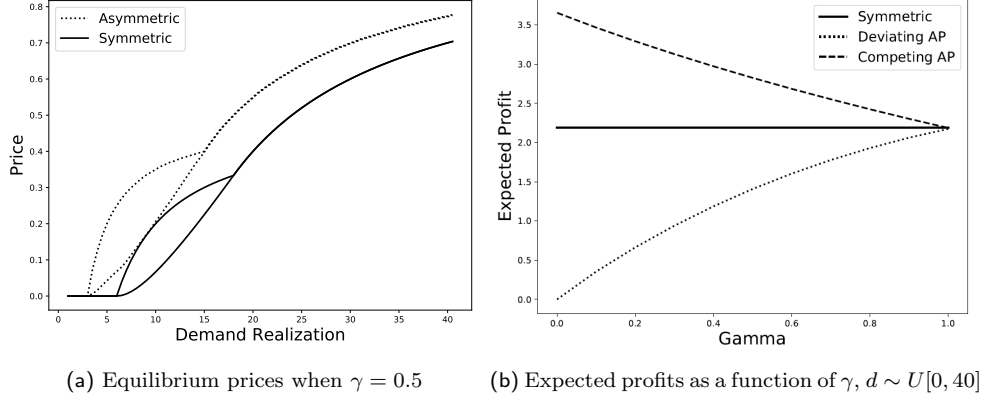 0.8
0.7
0.6
0.5
0.4
0.3
0.2
0.1
0.0
Price
Asymmetric
Symmetric
0 5 10 15 20 25 30 35 40
Demand Realization
(a) Equilibrium prices when γ = 0.5
3.5
3.0
2.5
2.0
1.5
1.0
0.5
0.0
Expected Profit
Symmetric
Deviating AP
Competing AP
0.0 0.2 0.4 0.6 0.8 1.0
Gamma
(b) Expected profits as a function of γ, d ∼ U[0, 40]